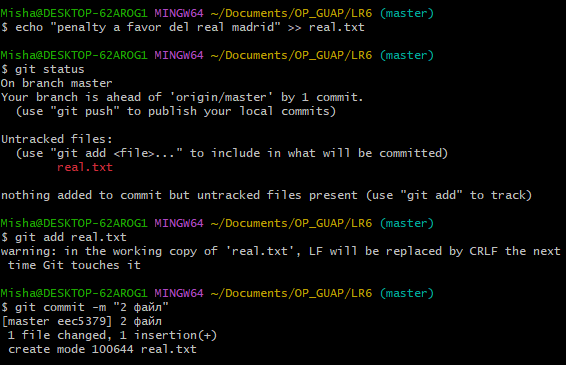 Misha@DESKTOP-62AROG1 MINGW64 ~/Documents/OP_GUAP/LR6 (master)
$ echo "penalty a favor del real madrid" >> real.txt
Misha@DESKTOP-62AROG1 MINGW64 ~/Documents/OP_GUAP/LR6 (master)
$ git status
On branch master
Your branch is ahead of 'origin/master' by 1 commit.
  (use "git push" to publish your local commits)
Untracked files:
  (use "git add <file>..." to include in what will be committed)
        real.txt
nothing added to commit but untracked files present (use "git add" to track)
Misha@DESKTOP-62AROG1 MINGW64 ~/Documents/OP_GUAP/LR6 (master)
$ git add real.txt
warning: in the working copy of 'real.txt', LF will be replaced by CRLF the next
 time Git touches it
Misha@DESKTOP-62AROG1 MINGW64 ~/Documents/OP_GUAP/LR6 (master)
$ git commit -m "2 файл"
[master eec5379] 2 файл
 1 file changed, 1 insertion(+)
 create mode 100644 real.txt